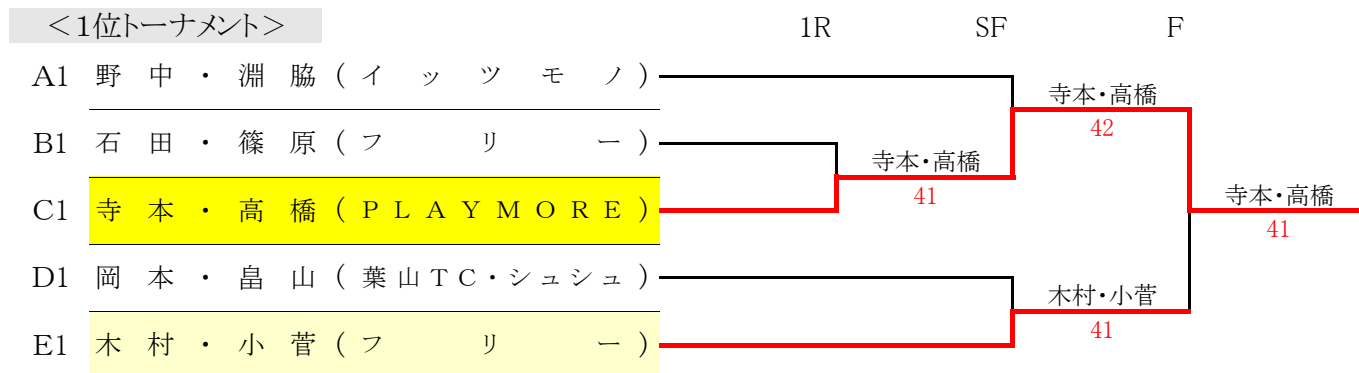 ＜1位トーナメント＞ 1R SF F
A1 野中・淵脇(イッツモノ)
寺本・高橋
42
B1 石田・篠原(フリー)
寺本・高橋
41
寺本・高橋
41
C1 寺本・高橋(ＰＬＡＹＭＯＲＥ)
D1 岡本・畠山(葉山ＴＣ・シュシュ)
木村・小菅
41
E1 木村・小菅(フリー)